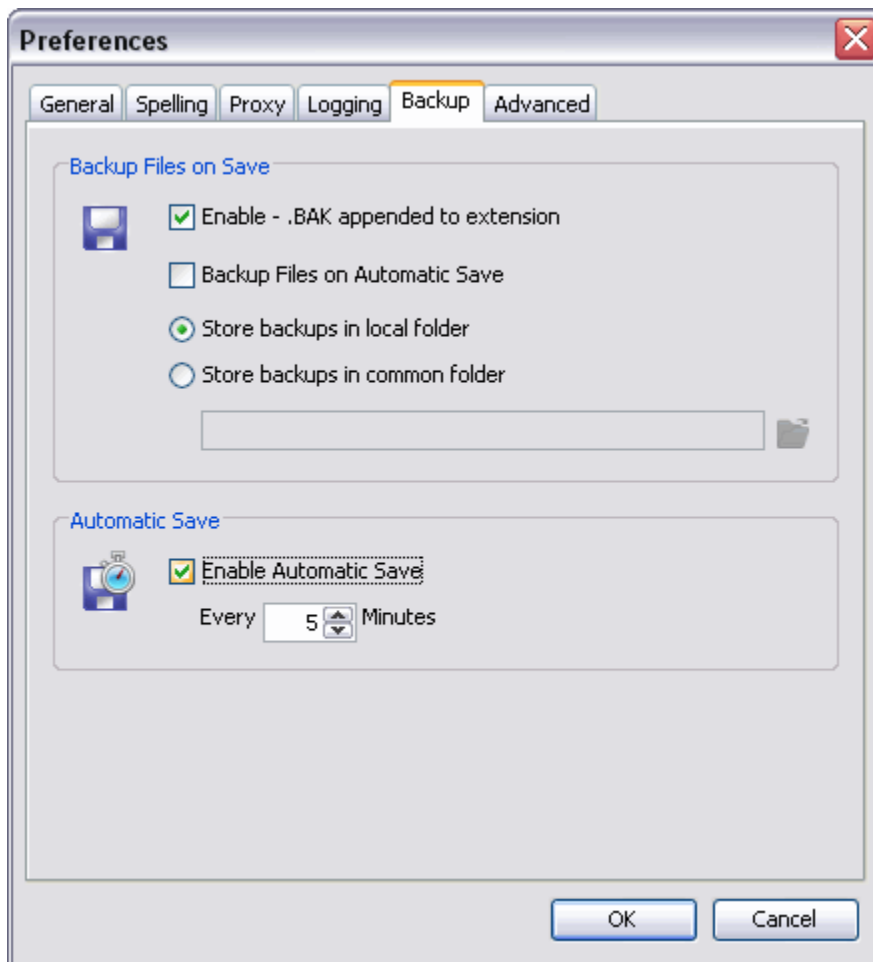 Preferences
General Spelling Proxy Logging Backup Advanced
Backup Files on Save
Enable - .BAK appended to extension
Backup Files on Automatic Save
Store backups in local folder
Store backups in common folder
Automatic Save
Enable Automatic Save
Every 5 Minutes
OK Cancel